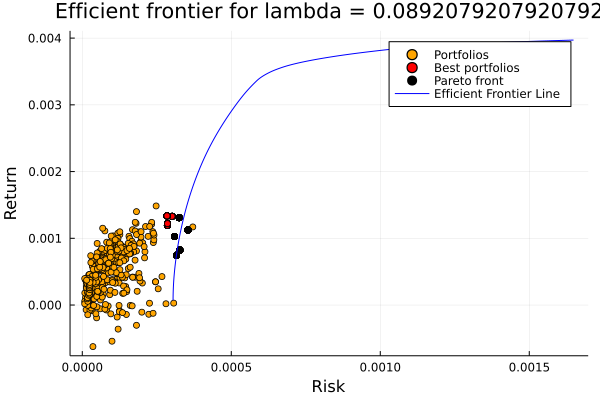 Efficient frontier for lambda = 0.0892079207920792
0.004
0.003
0.002
0.001
0.000
Return
Portfolios
Best portfolios
Pareto front
Efficient Frontier Line
0.0000
0.0005
0.0010
0.0015
Risk